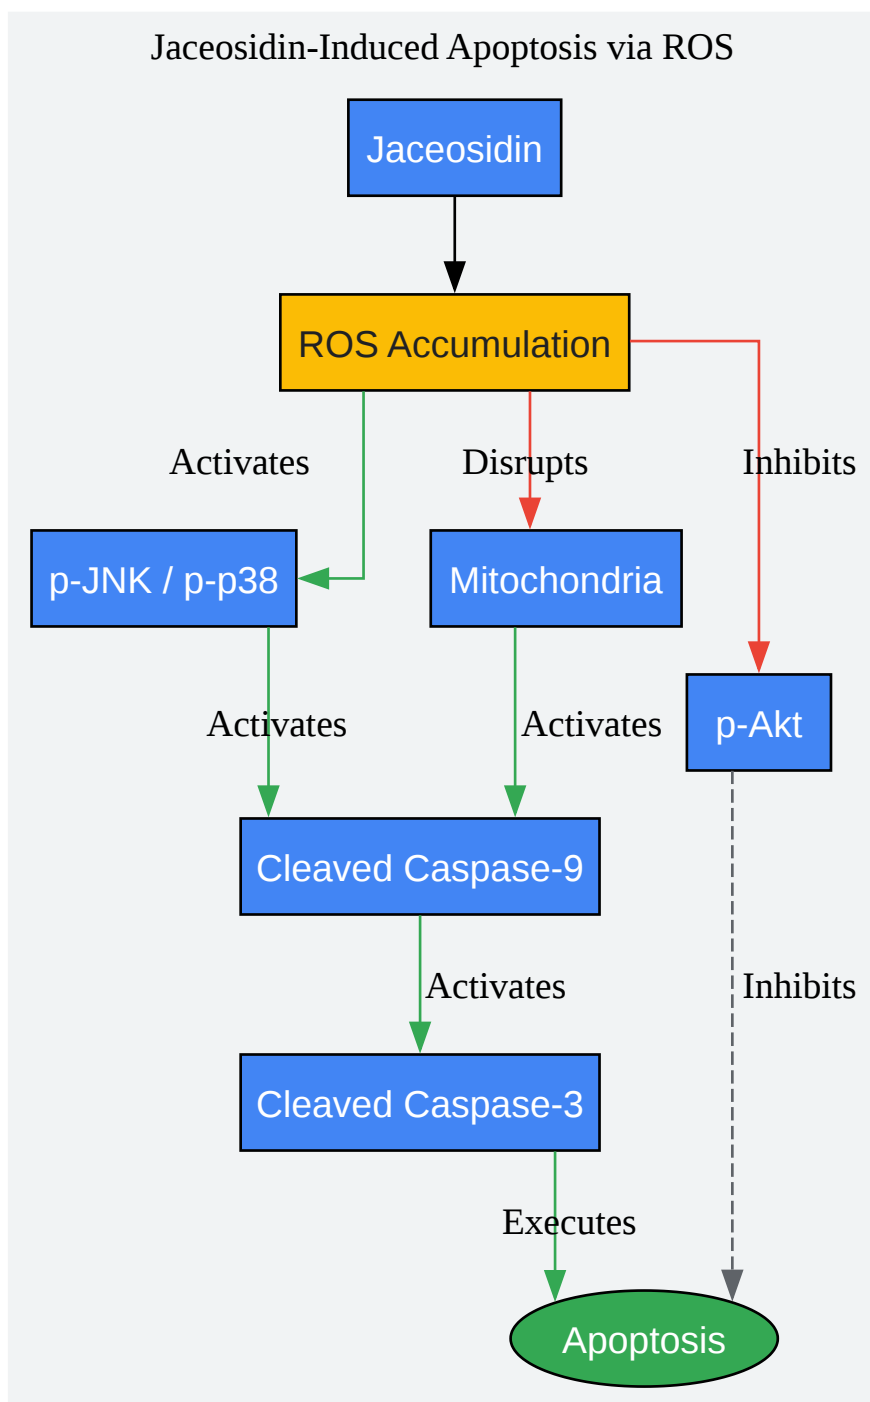 Jaceosidin-Induced Apoptosis via ROS
Jaceosidin
ROS Accumulation
Activates
Disrupts
Inhibits
p-JNK / p-p38
Mitochondria
p-Akt
Activates
Activates
Cleaved Caspase-9
Activates
Inhibits
Cleaved Caspase-3
Executes
Apoptosis